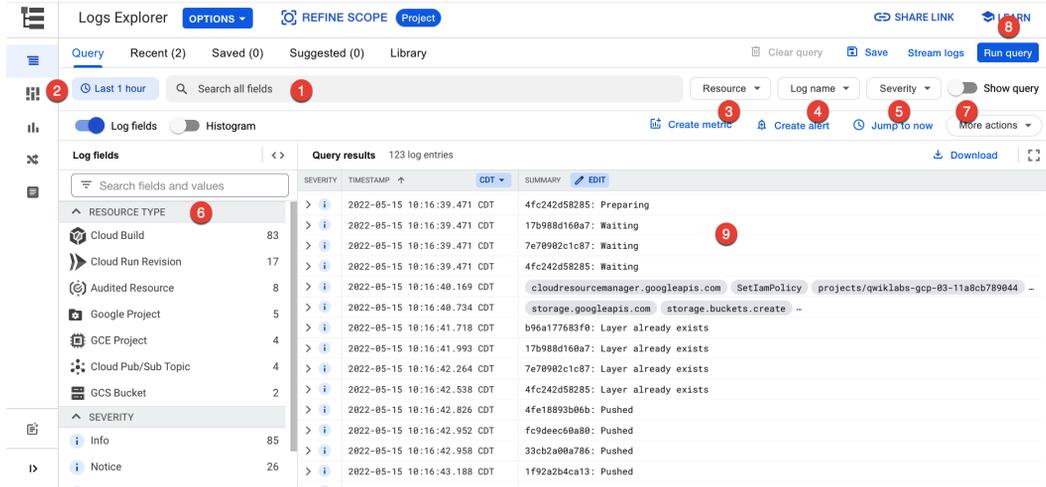 Logs Explorer OPTIONS REFINE SCOPE Project SHARE LINK LEARN
8
Query Recent (2) Saved (0) Suggested (0) Library Clear query Save Stream logs Run query
2 Last 1 hour Search all fields 1 Resource Log name Severity Show query
3 4 5 7
Log fields Histogram Create metric Create alert Jump to now More actions
Log fields Query results 123 log entries Download
Search fields and values
SEVERITY TIMESTAMP CDT SUMMARY EDIT
RESOURCE TYPE 6
Cloud Build 83
Cloud Run Revision 17
Audited Resource 8
Google Project 5
GCE Project 4
Cloud Pub/Sub Topic 4
GCS Bucket 2
SEVERITY
Info 85
Notice 26
2022-05-15 10:16:39.471 CDT 4fc242d58285: Preparing
2022-05-15 10:16:39.471 CDT 17b988d160a7: Waiting
9
2022-05-15 10:16:39.471 CDT 7e70902c1c87: Waiting
2022-05-15 10:16:39.471 CDT 4fc242d58285: Waiting
2022-05-15 10:16:40.169 CDT cloudresourcemanager.googleapis.com SetIamPolicy projects/qwiklabs-gcp-03-11a8cb789044 …
2022-05-15 10:16:40.734 CDT storage.googleapis.com storage.buckets.create …
2022-05-15 10:16:41.718 CDT b96a177683f0: Layer already exists
2022-05-15 10:16:41.993 CDT 17b988d160a7: Layer already exists
2022-05-15 10:16:42.264 CDT 7e70902c1c87: Layer already exists
2022-05-15 10:16:42.538 CDT 4fc242d58285: Layer already exists
2022-05-15 10:16:42.826 CDT 4fe18893b06b: Pushed
2022-05-15 10:16:42.952 CDT fc9deec60a80: Pushed
2022-05-15 10:16:42.958 CDT 33cb2a00a786: Pushed
2022-05-15 10:16:43.188 CDT 1f92a2b4ca13: Pushed